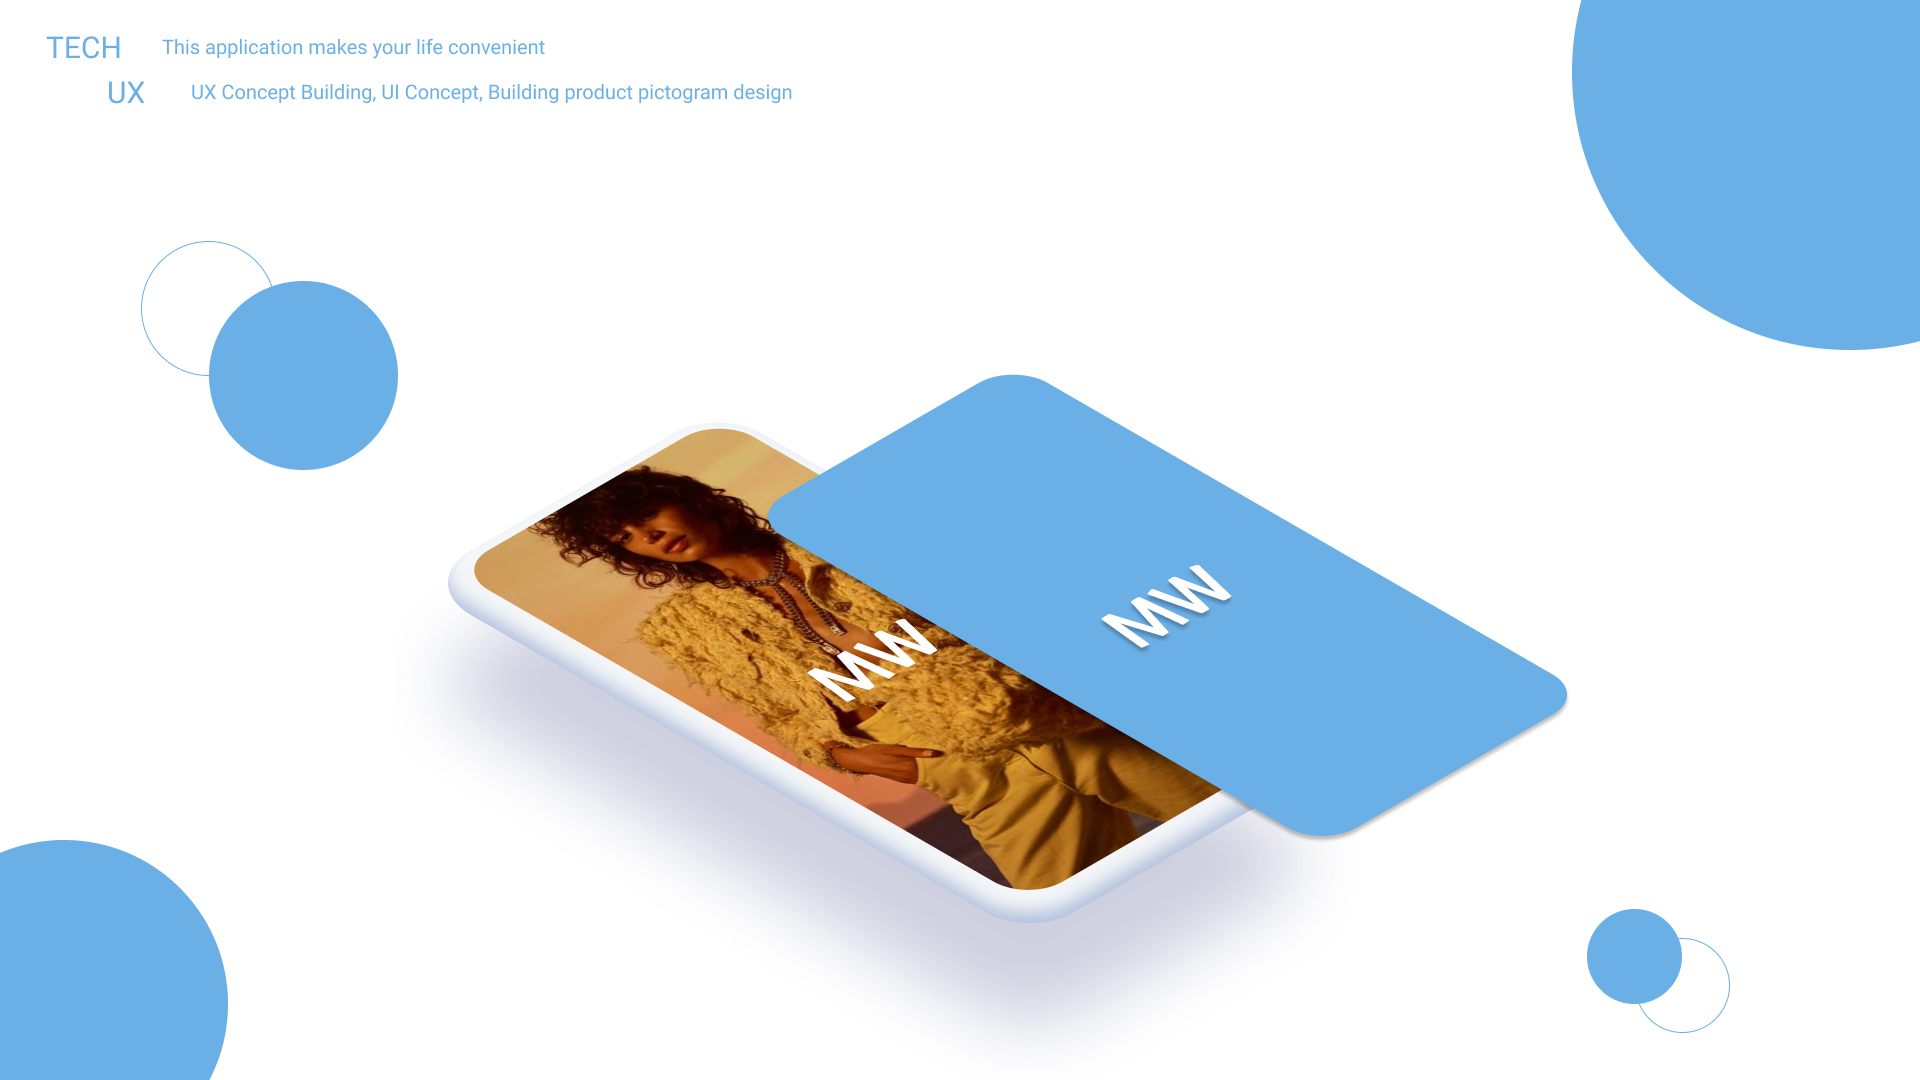 TECH This application makes your life convenient
UX UX Concept Building, UI Concept, Building product pictogram design
MW
MW